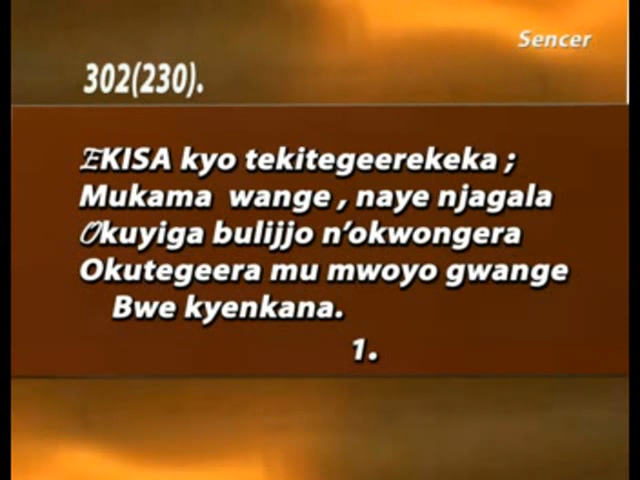 Sencer
302(230).
EKISA kyo tekitegeerekeka ;
Mukama wange , naye njagala
Okuyiga bulijjo n’okwongera
Okutegeera mu mwoyo gwange
Bwe kyenkana.
1.